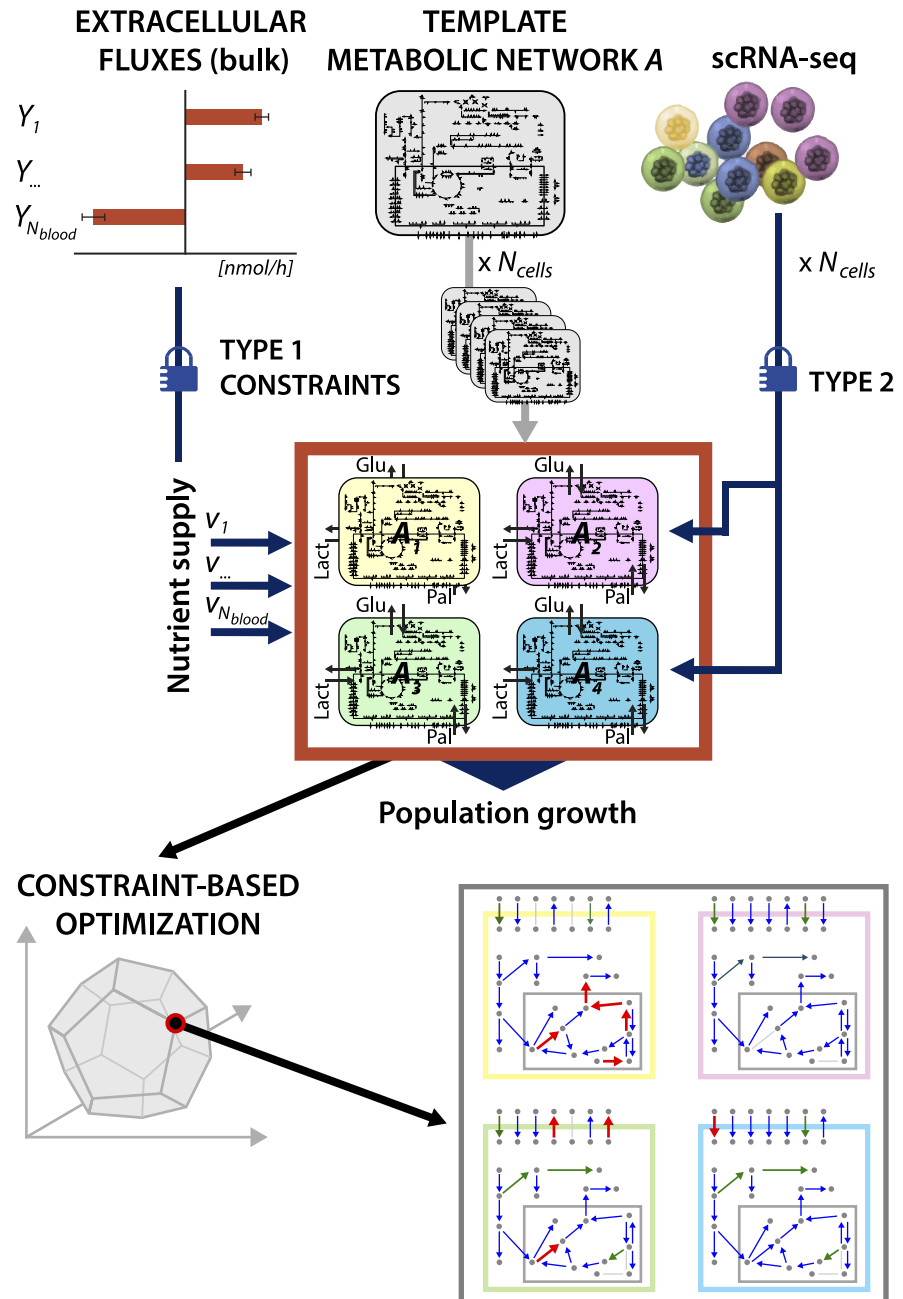 EXTRACELLULAR
FLUXES (bulk)
TEMPLATE
METABOLIC NETWORK A
scRNA-seq
Y1
Y...
YNblood
[nmol/h]
x Ncells
x Ncells
TYPE 1
CONSTRAINTS
TYPE 2
Nutrient supply
v1
v...
vNblood
Glu
Lact
A1
Pal
Glu
Lact
A2
Pal
Glu
Lact
A3
Pal
Glu
Lact
A4
Pal
Population growth
CONSTRAINT-BASED
OPTIMIZATION